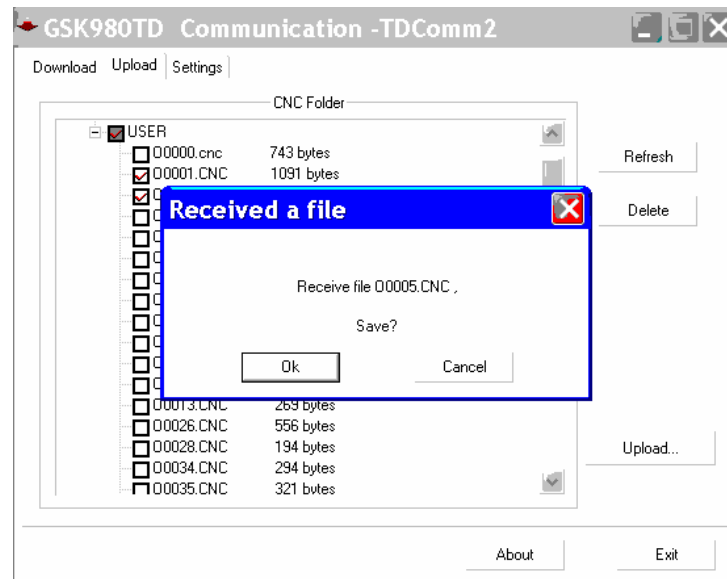 GSK980TD Communication -TDComm2
Download Upload Settings
CNC Folder
USER
O0000.cnc 743 bytes
O0001.CNC 1091 bytes
Refresh
Received a file
Delete
Receive file O0005.CNC ,
Save?
Ok Cancel
O0013.CNC 269 bytes
O0026.CNC 556 bytes
O0028.CNC 194 bytes
Upload...
O0034.CNC 294 bytes
O0035.CNC 321 bytes
About Exit